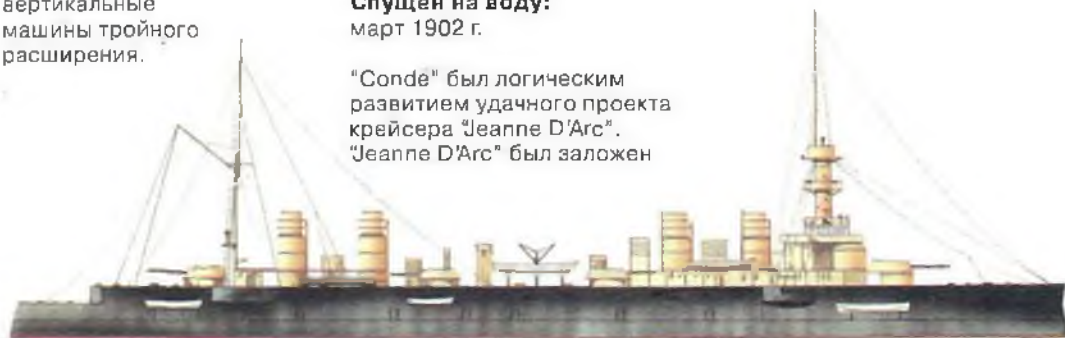 вертикальные
машины тройного
расширения.
Спущен на воду:
март 1902 г.
"Conde" был логическим
развитием удачного проекта
крейсера "Jeanne D'Arc".
"Jeanne D'Arc" был заложен